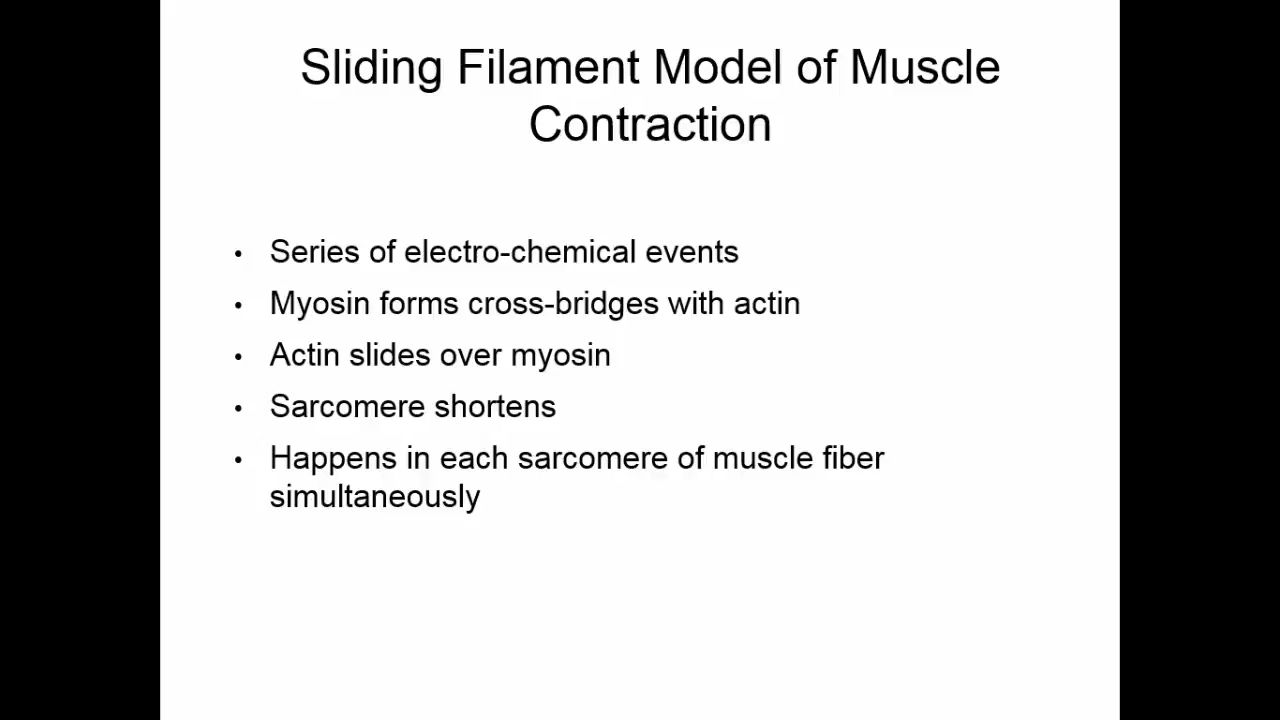 Sliding Filament Model of Muscle
Contraction
• Series of electro-chemical events
• Myosin forms cross-bridges with actin
• Actin slides over myosin
• Sarcomere shortens
• Happens in each sarcomere of muscle fiber
simultaneously